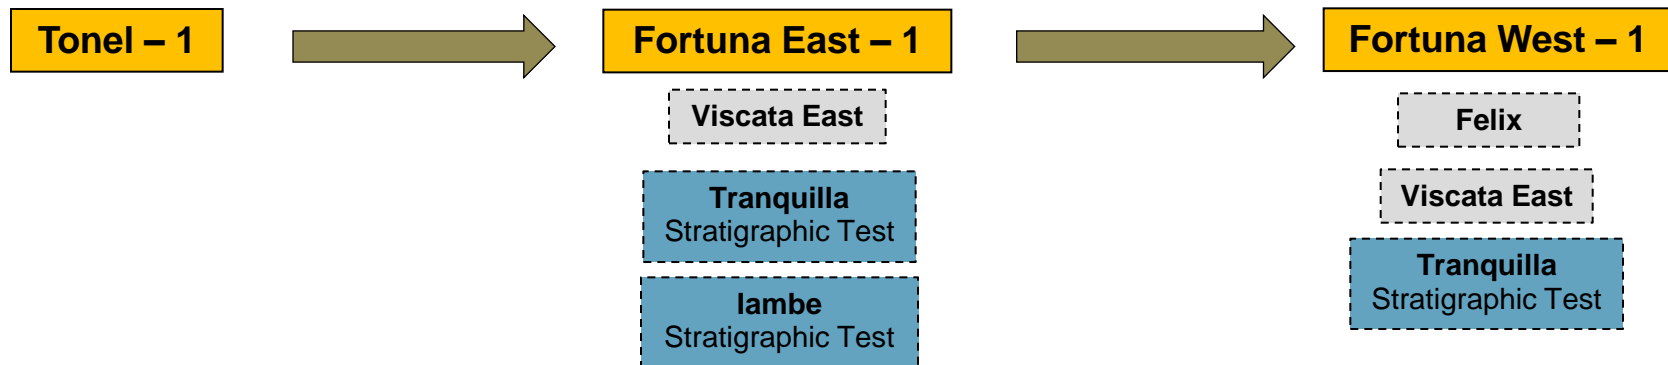 Tonel – 1
Fortuna East – 1
Fortuna West – 1
Viscata East
Tranquilla
Stratigraphic Test
Iambe
Stratigraphic Test
Felix
Viscata East
Tranquilla
Stratigraphic Test